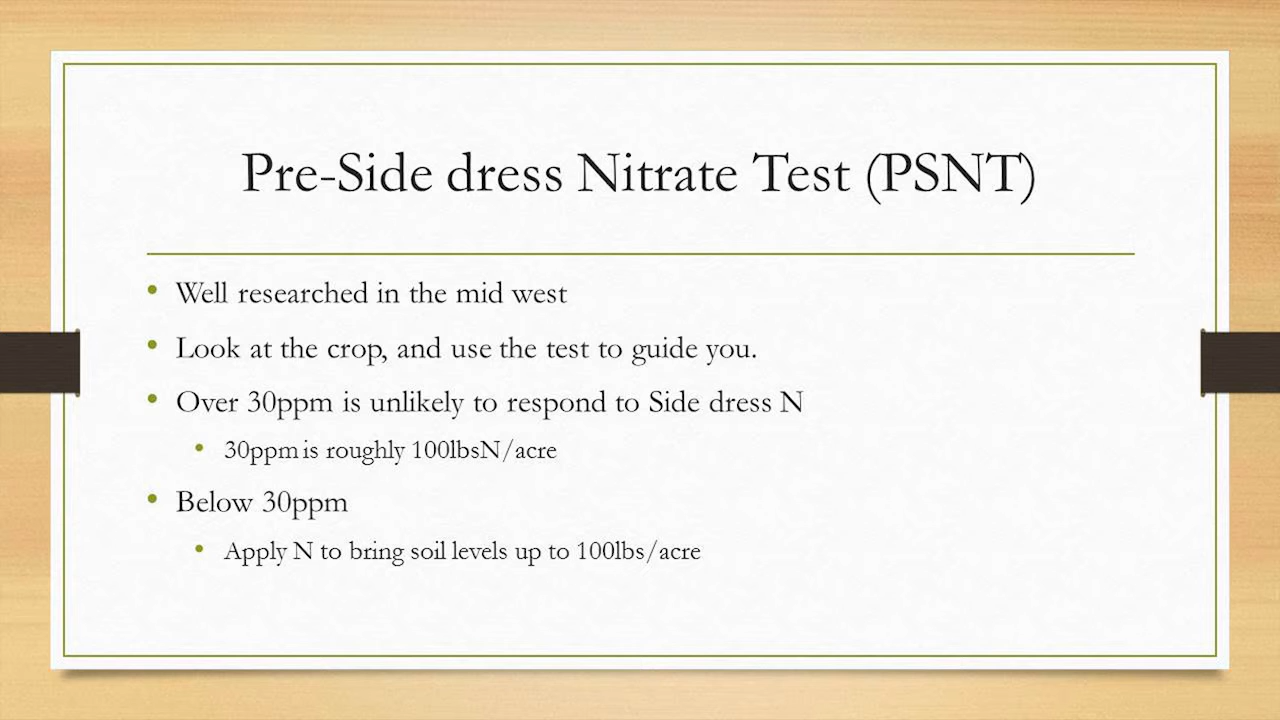 Pre-Side dress Nitrate Test (PSNT)
• Well researched in the mid west
• Look at the crop, and use the test to guide you.
• Over 30ppm is unlikely to respond to Side dress N
• 30ppm is roughly 100lbsN/acre
• Below 30ppm
• Apply N to bring soil levels up to 100lbs/acre